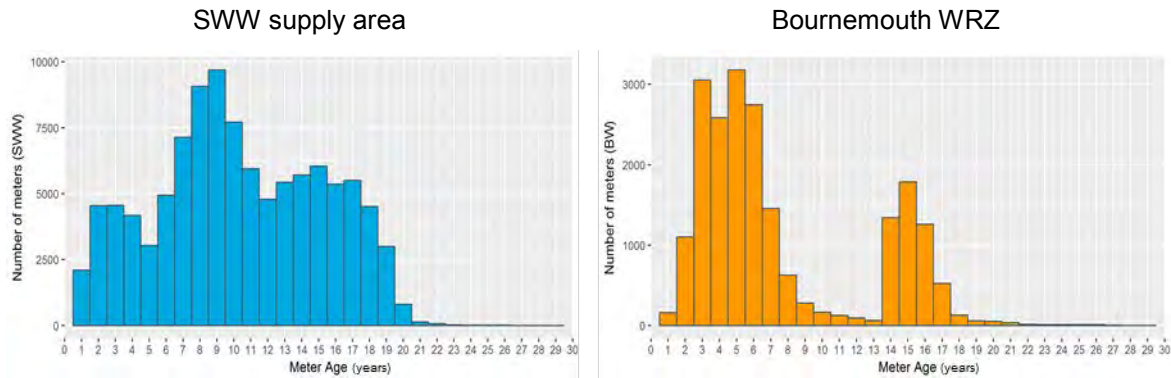 SWW supply area
Bournemouth WRZ
10000
7500
5000
2500
0
Number of meters (SWW)
0 1 2 3 4 5 6 7 8 9 10 11 12 13 14 15 16 17 18 19 20 21 22 23 24 25 26 27 28 29 30
Meter Age (years)
3000
2000
1000
0
Number of meters (BW)
0 1 2 3 4 5 6 7 8 9 10 11 12 13 14 15 16 17 18 19 20 21 22 23 24 25 26 27 28 29 30
Meter Age (years)